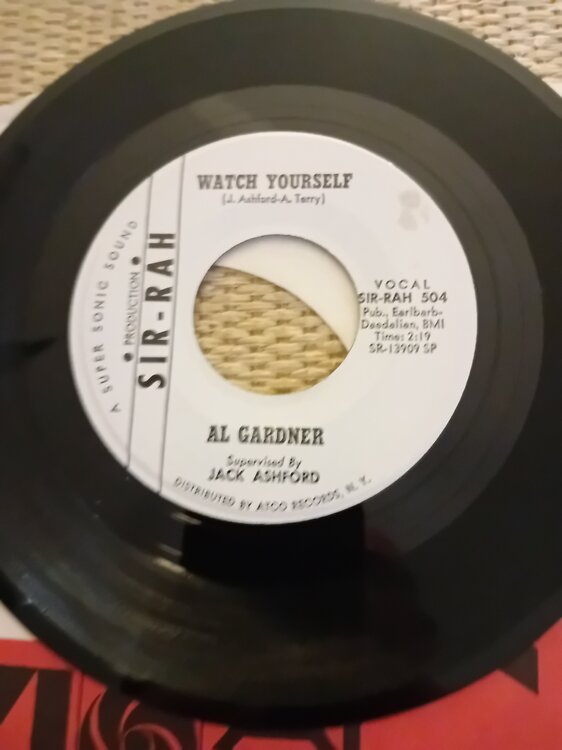 WATCH YOURSELF
(J. Ashford-A. Terry)
A SUPER SONIC SOUND
• PRODUCTION •
SIR-RAH
VOCAL
SIR-RAH 504
Pub., Earlbarb-
Daedelian, BMI
Time: 2:19
SR-13909 SP
AL GARDNER
Supervised By
JACK ASHFORD
DISTRIBUTED BY ATCO RECORDS, N. Y.